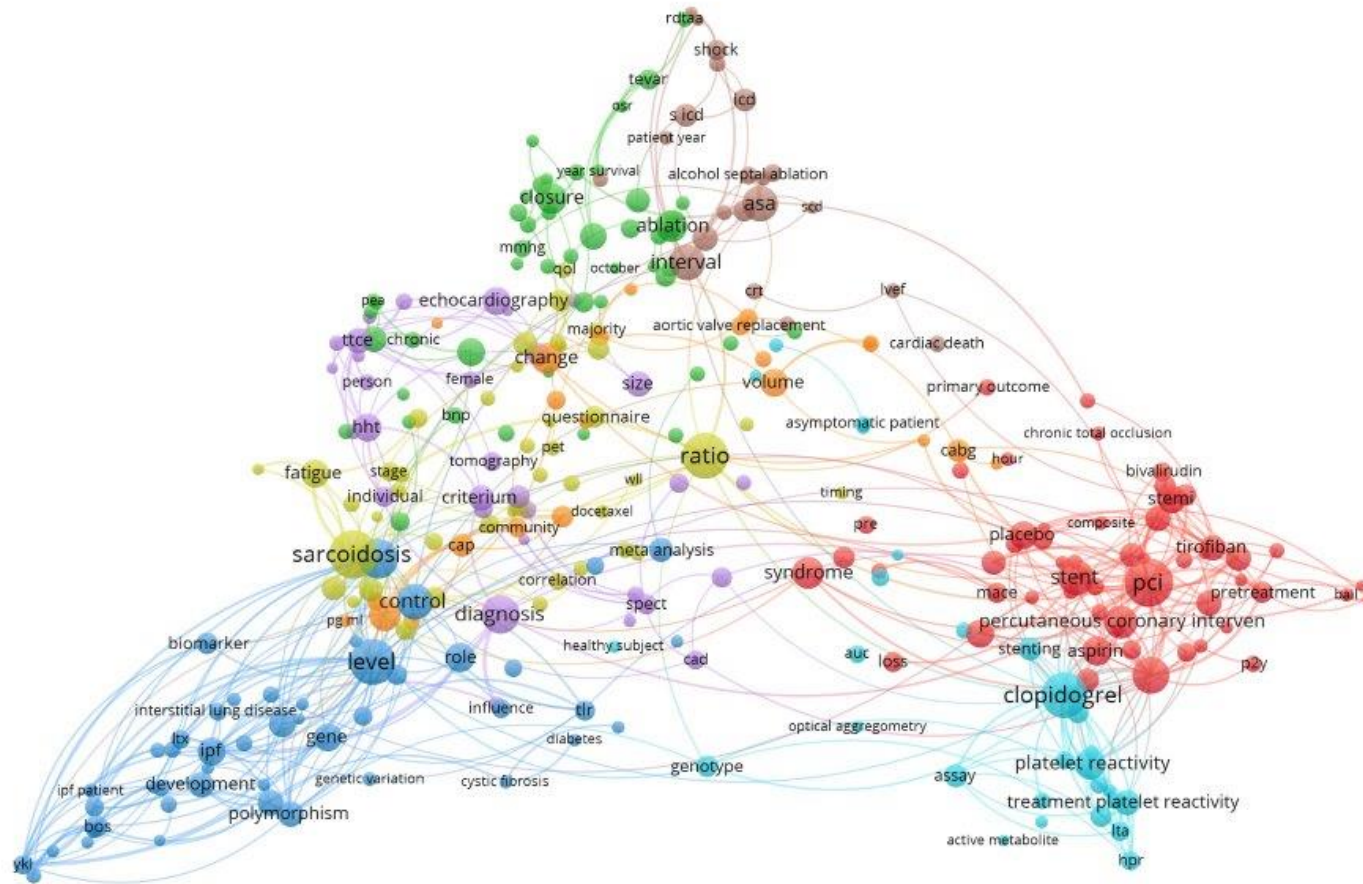 rdtaa
shock
tevar
osr
s icd
icd
patient year
year survival
alcohol septal ablation
closure
asa
scd
ablation
mmhg
interval
qol
october
pea
echocardiography
crt
lvef
majority
aortic valve replacement
ttce
chronic
change
cardiac death
person
female
size
volume
primary outcome
bnp
questionnaire
hht
asymptomatic patient
chronic total occlusion
pet
ratio
cabg
hour
tomography
fatigue
stage
wli
bivalirudin
individual
criterium
timing
stemi
docetaxel
community
pre
composite
placebo
cap
tirofiban
sarcoidosis
meta analysis
correlation
syndrome
stent
pci
control
mace
pretreatment
ball
pg ml
diagnosis
spect
percutaneous coronary interven
biomarker
healthy subject
stenting
level
role
cad
auc
loss
aspirin
p2y
clopidogrel
interstitial lung disease
influence
tlr
optical aggregometry
ltx
ipf
gene
diabetes
genotype
platelet reactivity
ipf patient
development
genetic variation
cystic fibrosis
assay
treatment platelet reactivity
bos
polymorphism
lta
active metabolite
ykl
hpr